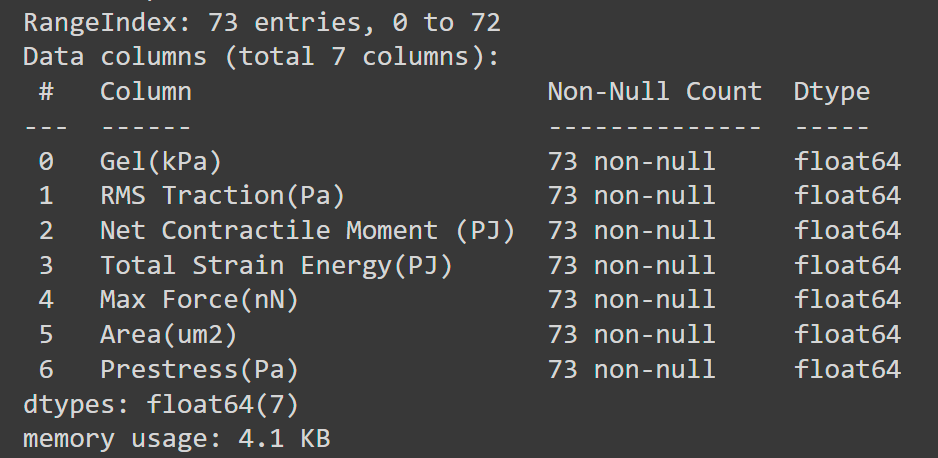 RangeIndex: 73 entries, 0 to 72
Data columns (total 7 columns):
 #   Column                       Non-Null Count  Dtype
---  ------                       --------------  -----
 0   Gel(kPa)                     73 non-null     float64
 1   RMS Traction(Pa)             73 non-null     float64
 2   Net Contractile Moment (PJ)  73 non-null     float64
 3   Total Strain Energy(PJ)      73 non-null     float64
 4   Max Force(nN)                73 non-null     float64
 5   Area(um2)                    73 non-null     float64
 6   Prestress(Pa)                73 non-null     float64
dtypes: float64(7)
memory usage: 4.1 KB